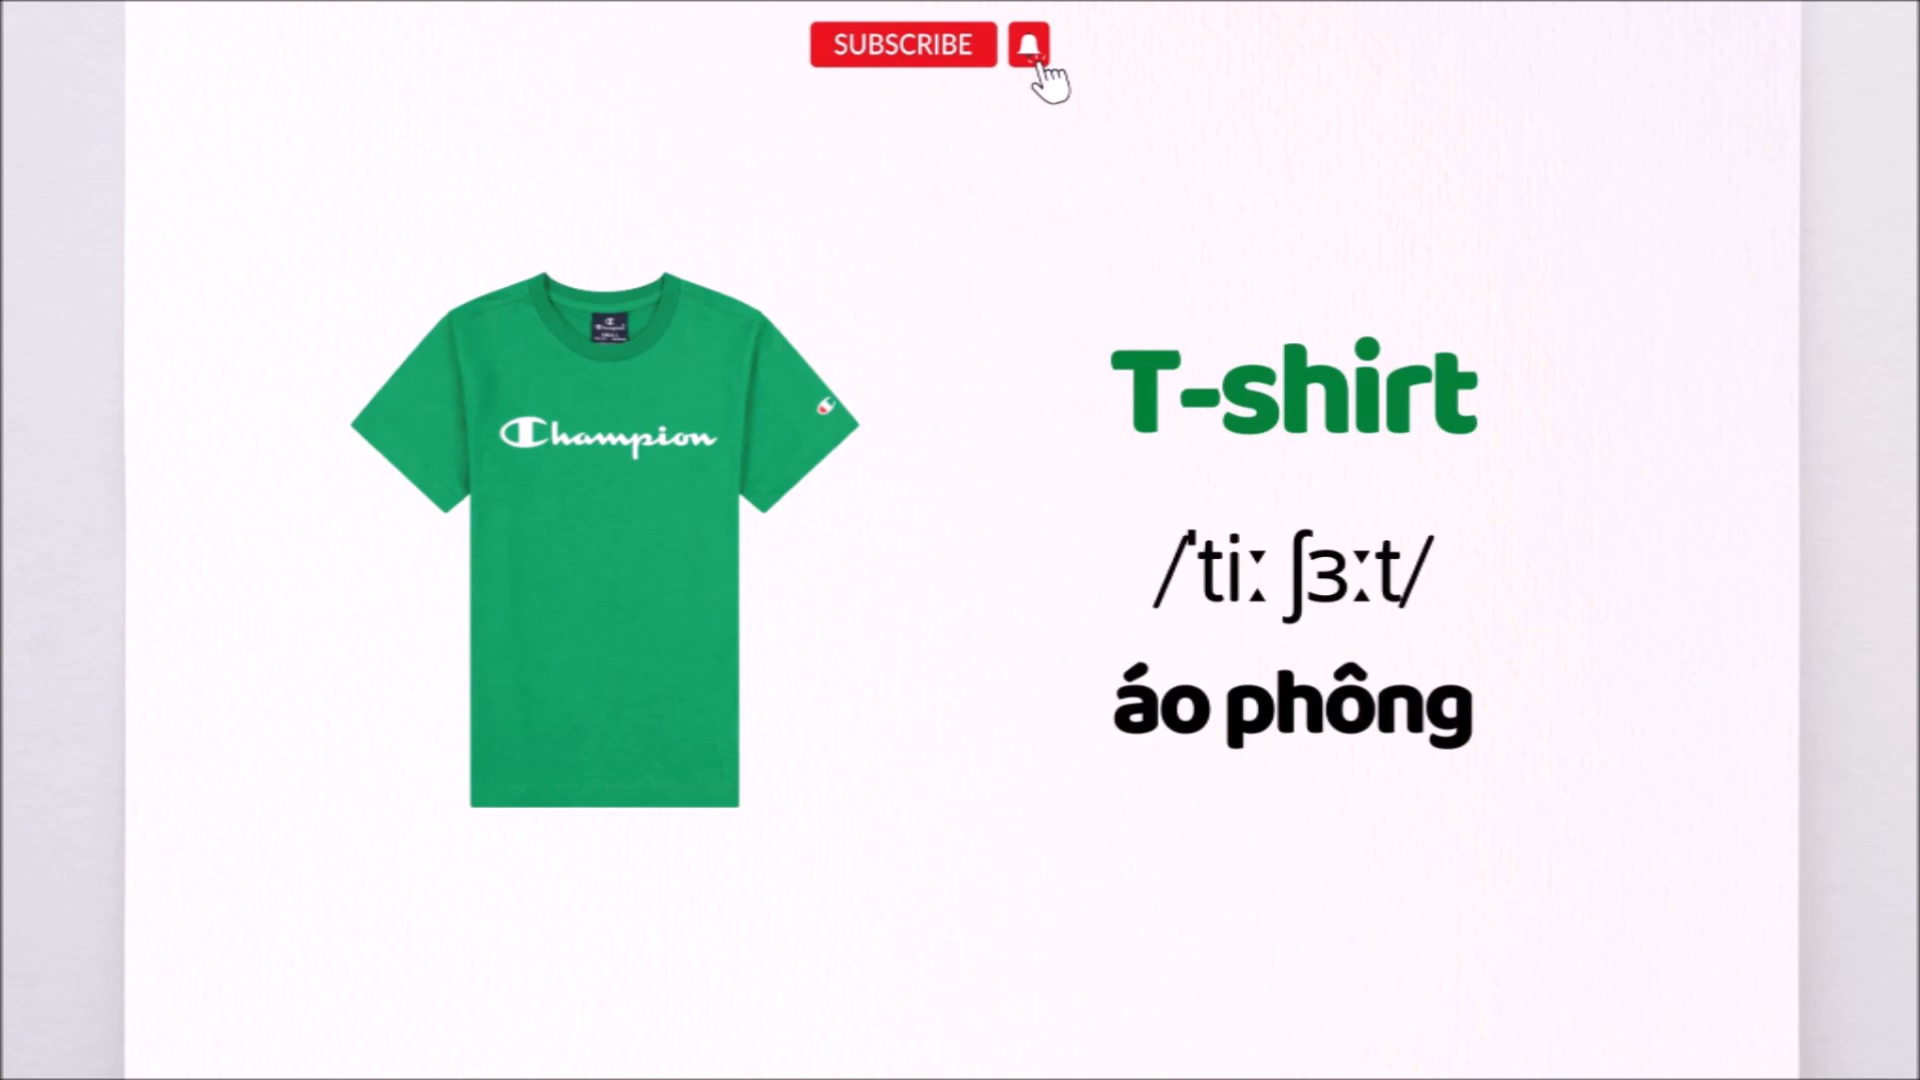 SUBSCRIBE
Champion
T-shirt
/ˈtiː ʃɜːt/
áo phông